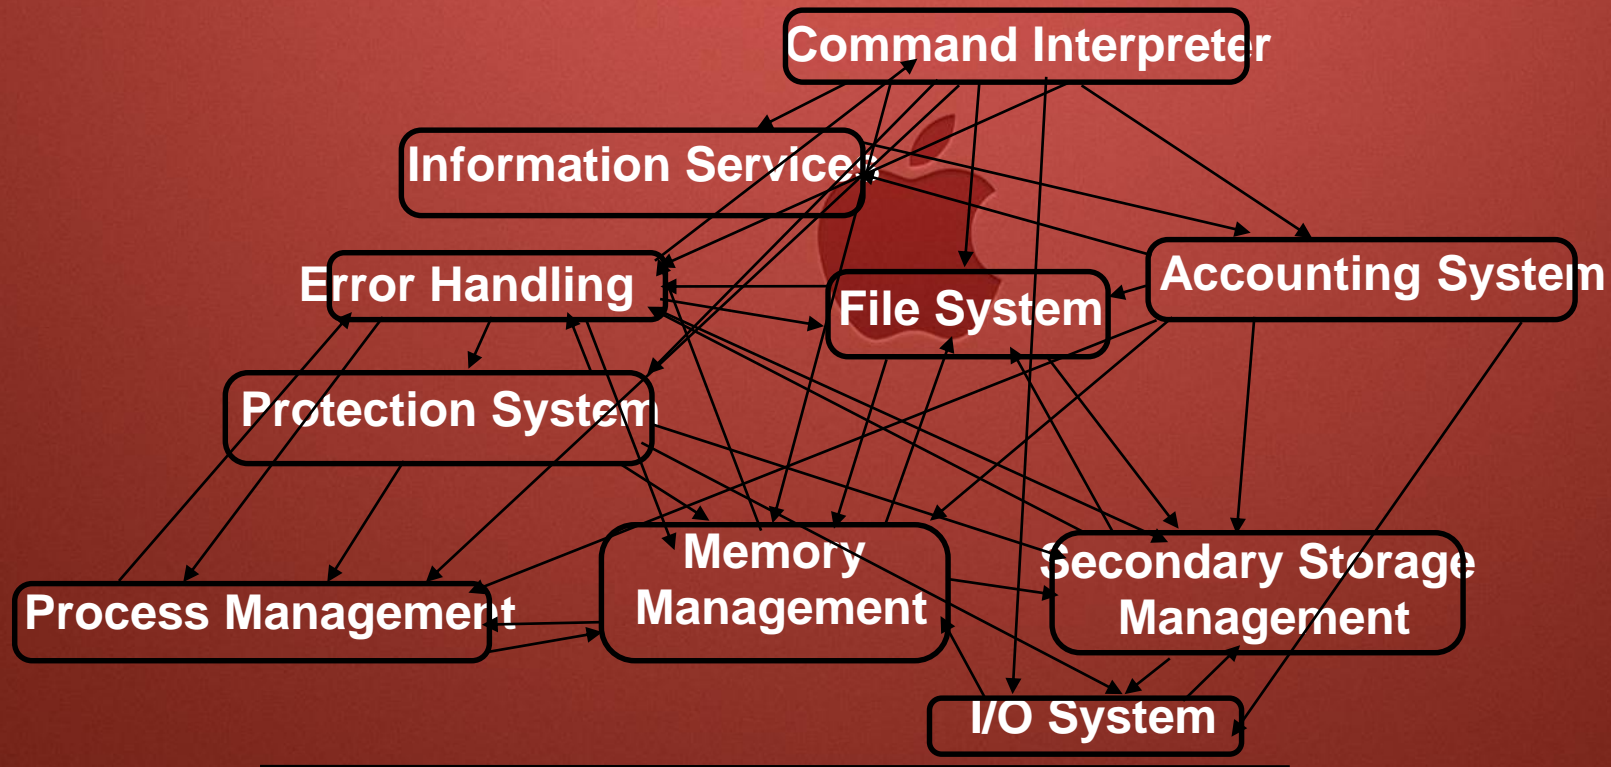 Command Interpreter
Information Services
Error Handling
Accounting System
File System
Protection System
Memory
Management
Secondary Storage
Management
Process Management
I/O System